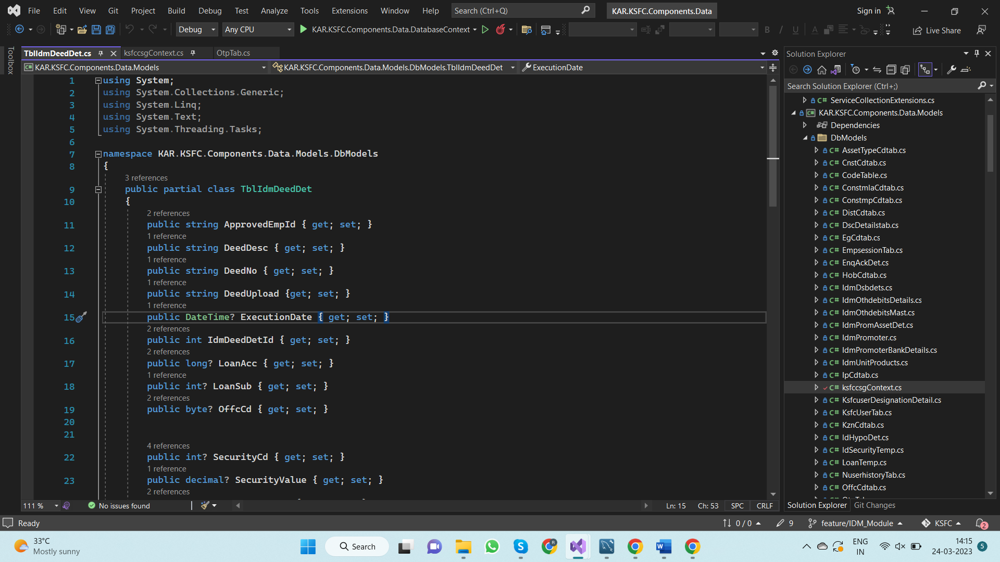 File Edit View Git Project Build Debug Test Analyze Tools Extensions Window Help Search (Ctrl+Q) KAR.KSFC.Components.Data Sign in
Debug Any CPU KAR.KSFC.Components.Data.DatabaseContext Live Share
Toolbox
TblIdmDeedDet.cs ksfccsgContext.cs OtpTab.cs
KAR.KSFC.Components.Data.Models KAR.KSFC.Components.Data.Models.DbModels.TblIdmDeedDet ExecutionDate
1 using System;
2 using System.Collections.Generic;
3 using System.Linq;
4 using System.Text;
5 using System.Threading.Tasks;
6
7 namespace KAR.KSFC.Components.Data.Models.DbModels
8 {
3 references
9 public partial class TblIdmDeedDet
10 {
2 references
11 public string ApprovedEmpId { get; set; }
1 reference
12 public string DeedDesc { get; set; }
1 reference
13 public string DeedNo { get; set; }
1 reference
14 public string DeedUpload {get; set; }
1 reference
15 public DateTime? ExecutionDate { get; set; }
2 references
16 public int IdmDeedDetId { get; set; }
2 references
17 public long? LoanAcc { get; set; }
1 reference
18 public int? LoanSub { get; set; }
2 references
19 public byte? OffcCd { get; set; }
20
21
4 references
22 public int? SecurityCd { get; set; }
1 reference
23 public decimal? SecurityValue { get; set; }
2 references
111 % No issues found Ln: 15 Ch: 53 SPC CRLF
Solution Explorer
Search Solution Explorer (Ctrl+;)
C# ServiceCollectionExtensions.cs
C# KAR.KSFC.Components.Data.Models
Dependencies
DbModels
C# AssetTypeCdtab.cs
C# CnstCdtab.cs
C# CodeTable.cs
C# ConstmlaCdtab.cs
C# ConstmpCdtab.cs
C# DistCdtab.cs
C# DscDetailstab.cs
C# EgCdtab.cs
C# EmpsessionTab.cs
C# EnqAckDet.cs
C# HobCdtab.cs
C# IdmDsbdets.cs
C# IdmOthdebitsDetails.cs
C# IdmOthdebitsMast.cs
C# IdmPromAssetDet.cs
C# IdmPromoter.cs
C# IdmPromoterBankDetails.cs
C# IdmUnitProducts.cs
C# IpCdtab.cs
C# ksfccsgContext.cs
C# KsfcuserDesignationDetail.cs
C# KsfcUserTab.cs
C# KznCdtab.cs
C# IdHypoDet.cs
C# IdSecurityTemp.cs
C# LoanTemp.cs
C# NuserhistoryTab.cs
C# OffcCdtab.cs
Solution Explorer Git Changes
Ready 0 / 0 9 feature/IDM_Module KSFC 2
33°C
Mostly sunny
Search
ENG
IN
14:15
24-03-2023
5